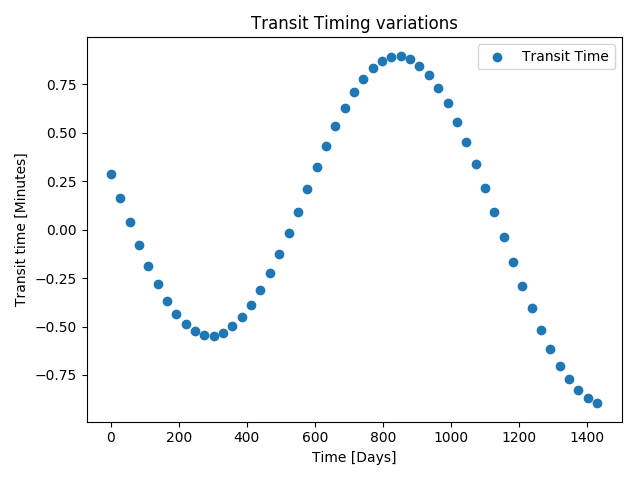 Transit Timing variations
Transit Time
Transit time [Minutes]
0.75
0.50
0.25
0.00
−0.25
−0.50
−0.75
0 200 400 600 800 1000 1200 1400
Time [Days]